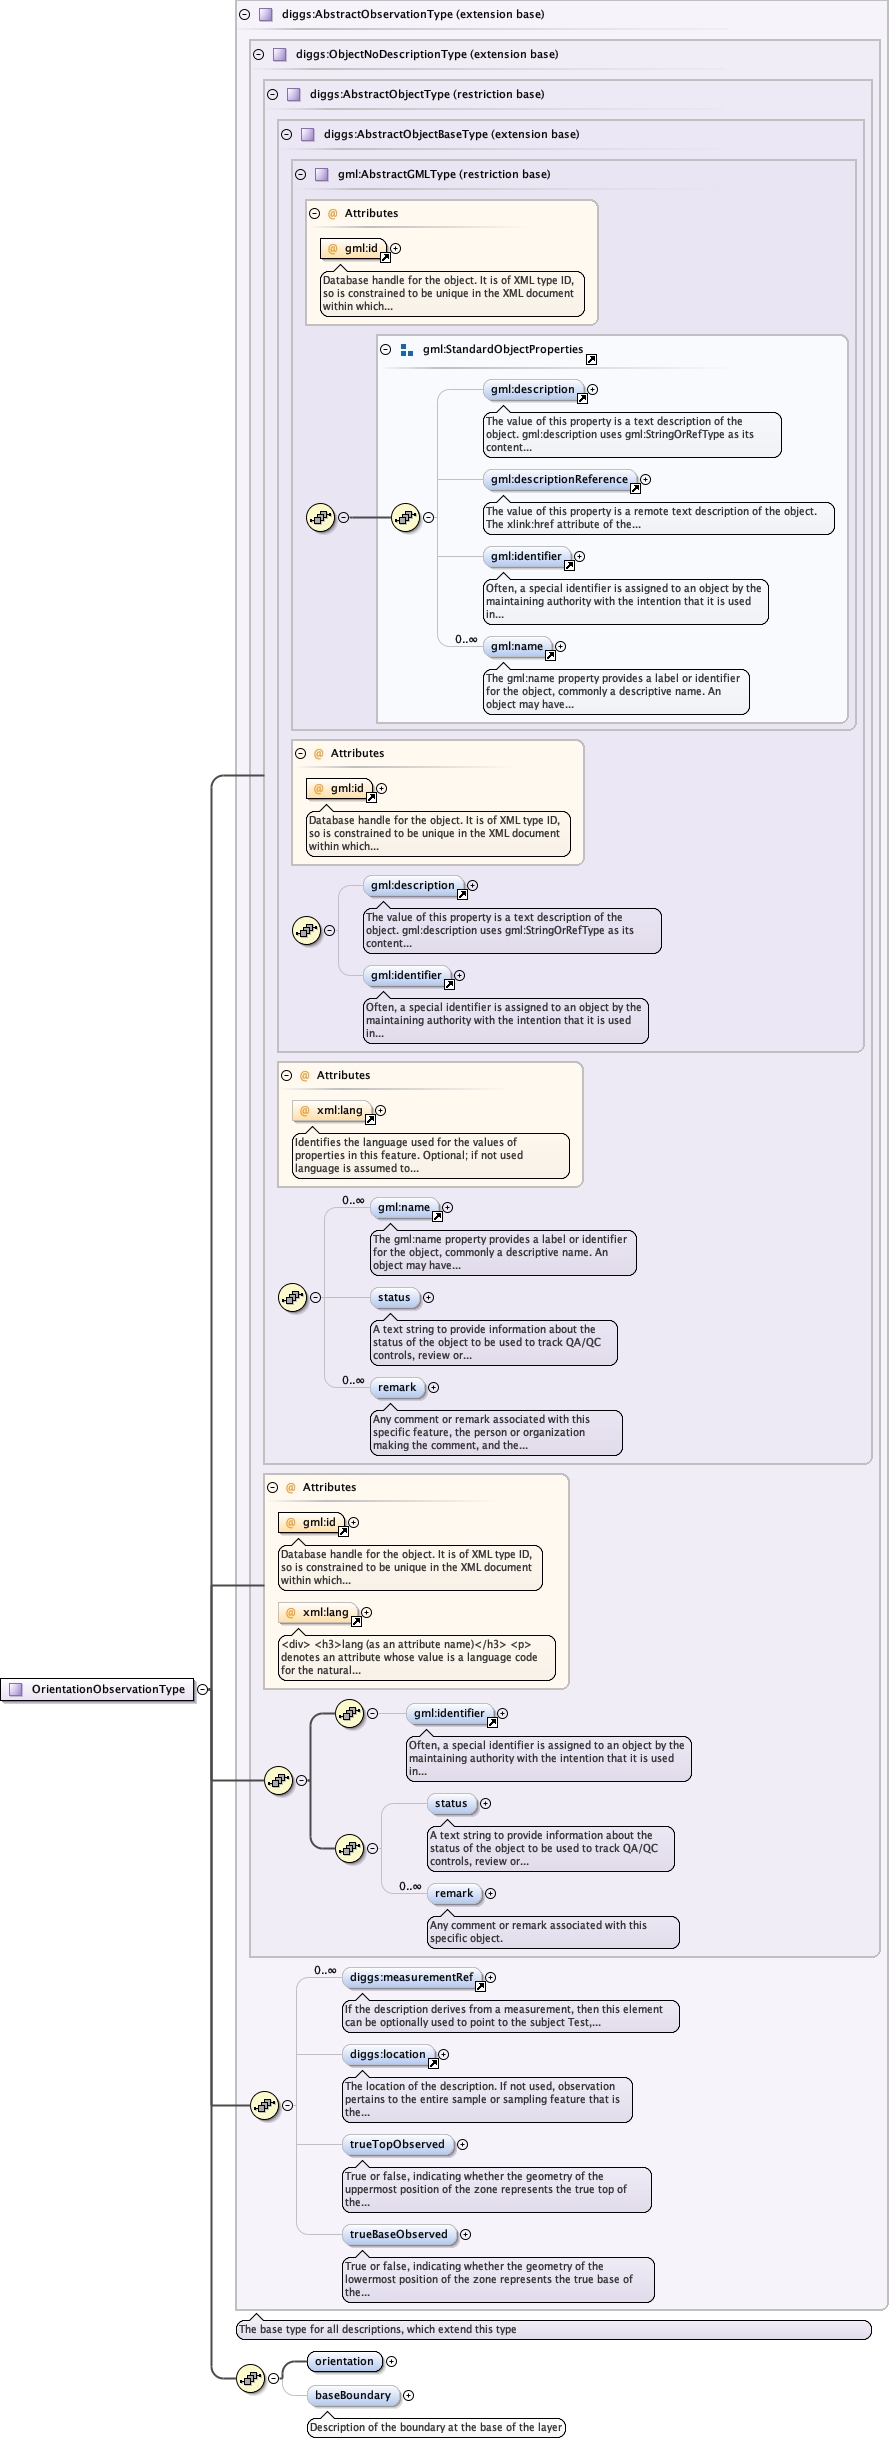 diggs:AbstractObservationType (extension base)
diggs:ObjectNoDescriptionType (extension base)
diggs:AbstractObjectType (restriction base)
diggs:AbstractObjectBaseType (extension base)
gml:AbstractGMLType (restriction base)
@ Attributes
@ gml:id
Database handle for the object. It is of XML type ID,
so is constrained to be unique in the XML document
within which...
gml:StandardObjectProperties
gml:description
The value of this property is a text description of the
object. gml:description uses gml:StringOrRefType as its
content...
gml:descriptionReference
The value of this property is a remote text description of the object.
The xlink:href attribute of the...
gml:identifier
Often, a special identifier is assigned to an object by the
maintaining authority with the intention that it is used
in...
0..∞
gml:name
The gml:name property provides a label or identifier
for the object, commonly a descriptive name. An
object may have...
@ Attributes
@ gml:id
Database handle for the object. It is of XML type ID,
so is constrained to be unique in the XML document
within which...
gml:description
The value of this property is a text description of the
object. gml:description uses gml:StringOrRefType as its
content...
gml:identifier
Often, a special identifier is assigned to an object by the
maintaining authority with the intention that it is used
in...
@ Attributes
@ xml:lang
Identifies the language used for the values of
properties in this feature. Optional; if not used
language is assumed to...
0..∞
gml:name
The gml:name property provides a label or identifier
for the object, commonly a descriptive name. An
object may have...
status
A text string to provide information about the
status of the object to be used to track QA/QC
controls, review or...
0..∞
remark
Any comment or remark associated with this
specific feature, the person or organization
making the comment, and the...
@ Attributes
@ gml:id
Database handle for the object. It is of XML type ID,
so is constrained to be unique in the XML document
within which...
@ xml:lang
<div> <h3>lang (as an attribute name)</h3> <p>
denotes an attribute whose value is a language code
for the natural...
OrientationObservationType
gml:identifier
Often, a special identifier is assigned to an object by the
maintaining authority with the intention that it is used
in...
status
A text string to provide information about the
status of the object to be used to track QA/QC
controls, review or...
0..∞
remark
Any comment or remark associated with this
specific object.
0..∞
diggs:measurementRef
If the description derives from a measurement, then this element
can be optionally used to point to the subject Test,...
diggs:location
The location of the description. If not used, observation
pertains to the entire sample or sampling feature that is
the...
trueTopObserved
True or false, indicating whether the geometry of the
uppermost position of the zone represents the true top of
the...
trueBaseObserved
True or false, indicating whether the geometry of the
lowermost position of the zone represents the true base of
the...
The base type for all descriptions, which extend this type
orientation
baseBoundary
Description of the boundary at the base of the layer